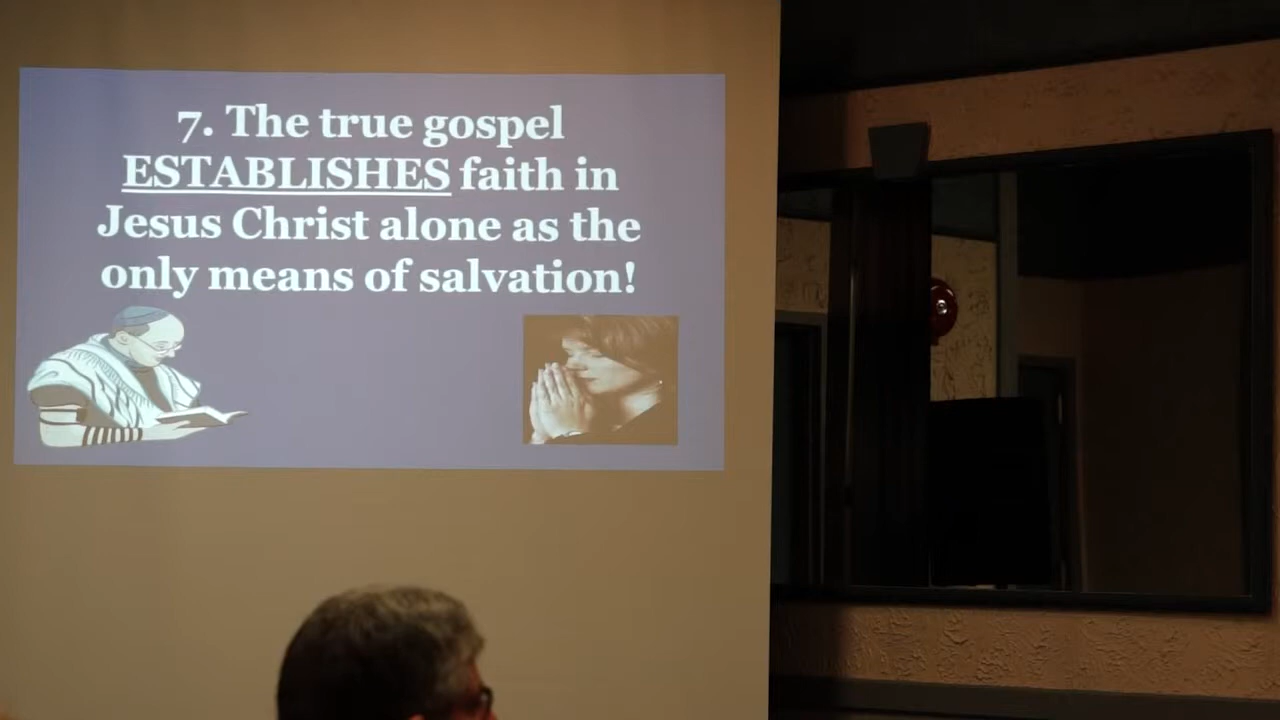 7. The true gospel
ESTABLISHES faith in
Jesus Christ alone as the
only means of salvation!